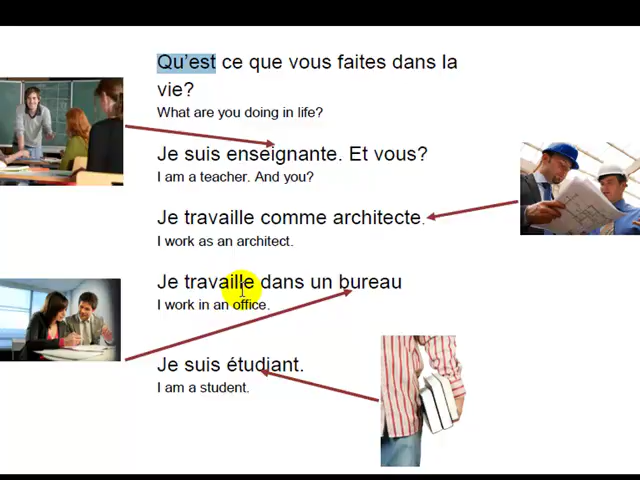 Qu’est ce que vous faites dans la
vie?
What are you doing in life?
Je suis enseignante. Et vous?
I am a teacher. And you?
Je travaille comme architecte.
I work as an architect.
Je travaille dans un bureau
I work in an office.
Je suis étudiant.
I am a student.